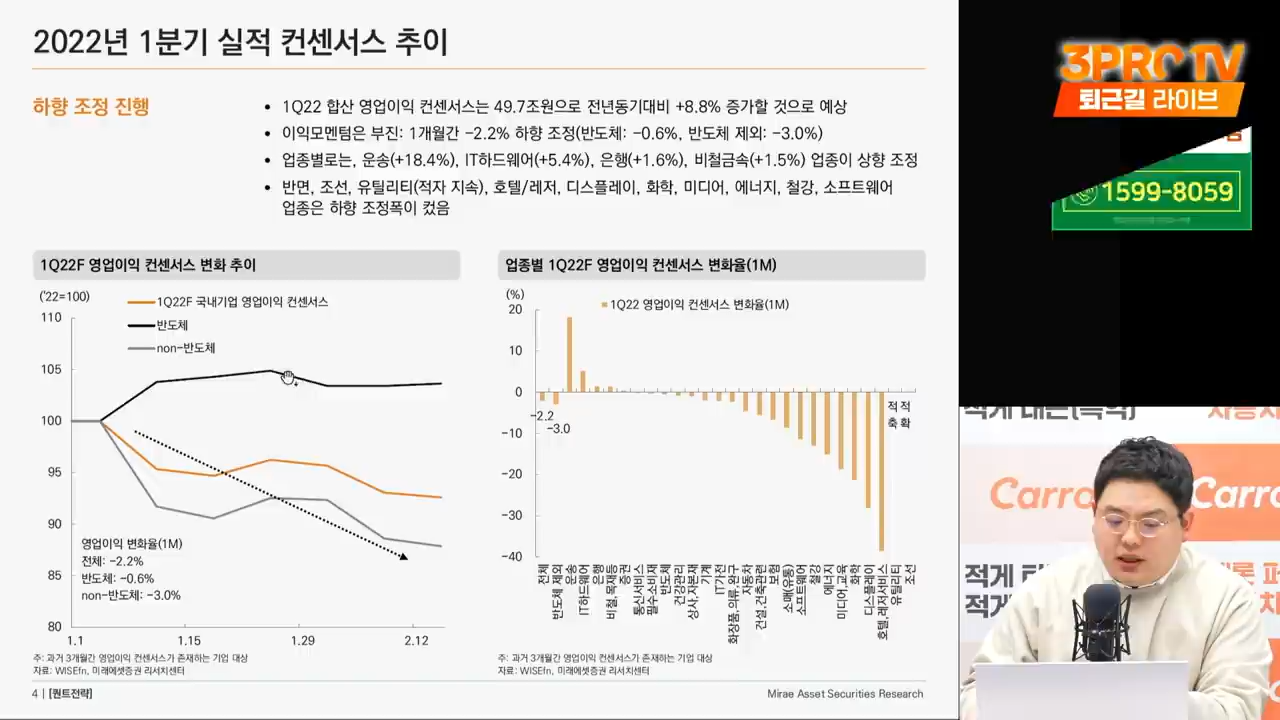 2022년 1분기 실적 컨센서스 추이
하향 조정 진행
• 1Q22 합산 영업이익 컨센서스는 49.7조원으로 전년동기대비 +8.8% 증가할 것으로 예상
• 이익모멘텀은 부진: 1개월간 -2.2% 하향 조정(반도체: -0.6%, 반도체 제외: -3.0%)
• 업종별로는, 운송(+18.4%), IT하드웨어(+5.4%), 은행(+1.6%), 비철금속(+1.5%) 업종이 상향 조정
• 반면, 조선, 유틸리티(적자 지속), 호텔/레저, 디스플레이, 화학, 미디어, 에너지, 철강, 소프트웨어
업종은 하향 조정폭이 컸음
1Q22F 영업이익 컨센서스 변화 추이
('22=100)
1Q22F 국내기업 영업이익 컨센서스
반도체
non-반도체
110
105
100
95
90
85
80
영업이익 변화율(1M)
전체: -2.2%
반도체: -0.6%
non-반도체: -3.0%
1.1
1.15
1.29
2.12
주: 과거 3개월간 영업이익 컨센서스가 존재하는 기업 대상
자료: WISEfn, 미래에셋증권 리서치센터
업종별 1Q22F 영업이익 컨센서스 변화율(1M)
(%)
1Q22 영업이익 컨센서스 변화율(1M)
20
10
0
-10
-20
-30
-40
-2.2
-3.0
적 적
축 확
전체
반도체 제외
운송
IT하드웨어
은행
비철,목재등
증권
통신서비스
필수소비재
반도체
건강관리
상사,자본재
기계
IT가전
화장품,의류,완구
자동차
건설,건축관련
보험
소매(유통)
소프트웨어
철강
에너지
미디어,교육
화학
디스플레이
호텔,레저서비스
유틸리티
조선
주: 과거 3개월간 영업이익 컨센서스가 존재하는 기업 대상
자료: WISEfn, 미래에셋증권 리서치센터
4 | [퀀트전략]
Mirae Asset Securities Research
3PRO TV
퇴근길 라이브
1599-8059
Carro
Carro
적게
적게